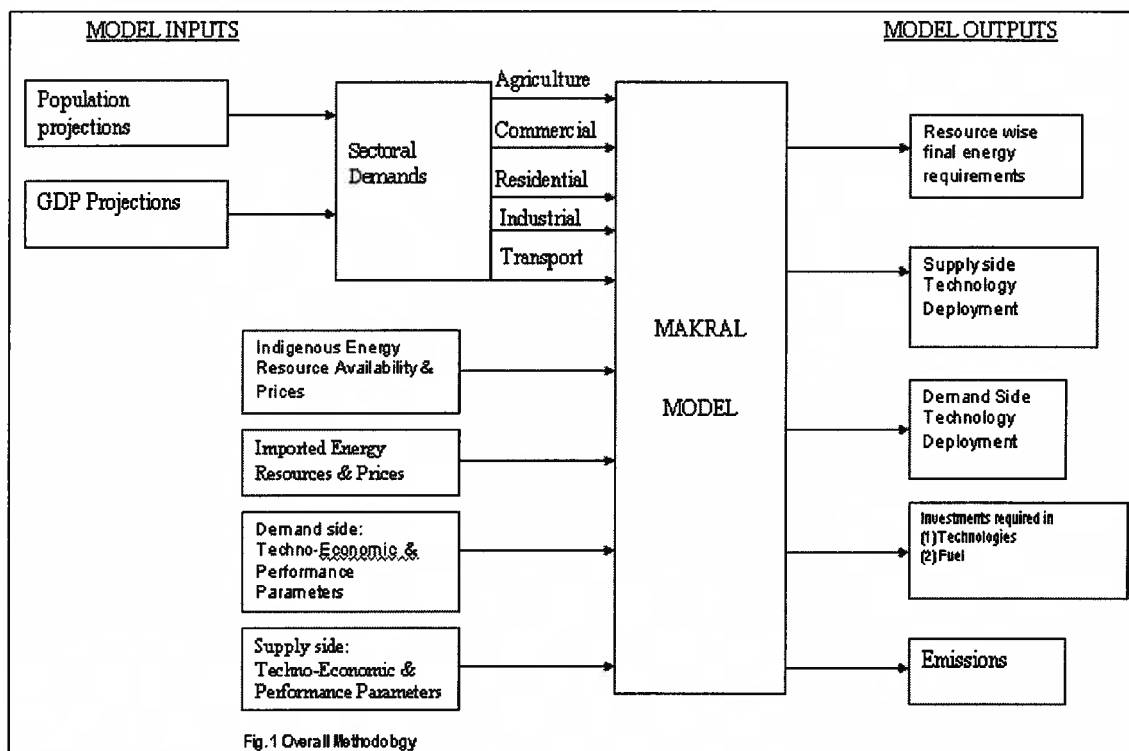 MODEL INPUTS
MODEL OUTPUTS
Population
projections
GDP Projections
Sectoral
Demands
Agriculture
Commercial
Residential
Industrial
Transport
Indigenous Energy
Resource Availability &
Prices
Imported Energy
Resources & Prices
Demand side:
Techno-Economic &
Performance
Parameters
Supply side:
Techno-Economic &
Performance Parameters
MAKRAL
MODEL
Resource wise
final energy
requirements
Supply side
Technology
Deployment
Demand Side
Technology
Deployment
Investments required in
(1) Technologies
(2) Fuel
Emissions
Fig.1 Overall Methodology